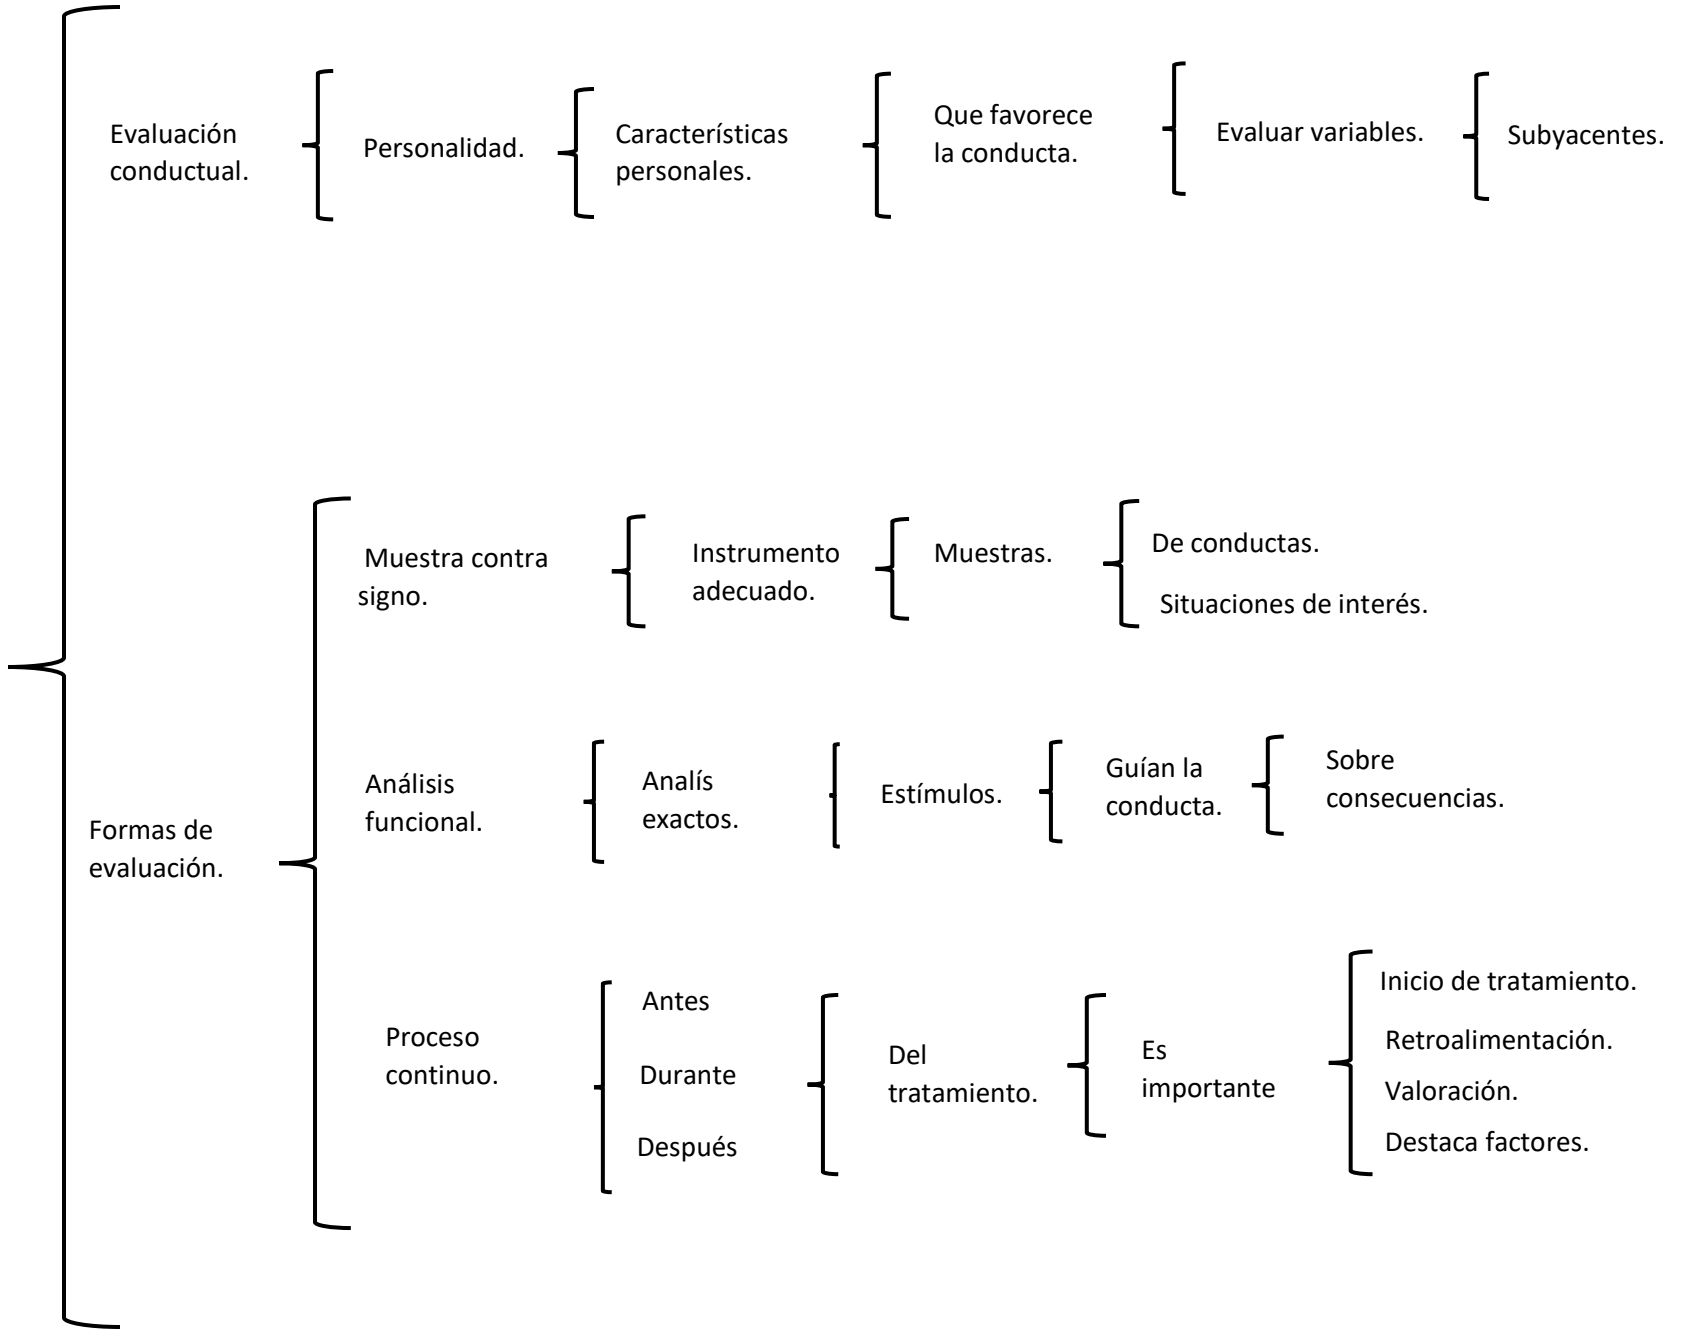 Evaluación
conductual.
Personalidad.
Características
personales.
Que favorece
la conducta.
Evaluar variables.
Subyacentes.
Formas de
evaluación.
Muestra contra
signo.
Instrumento
adecuado.
Muestras.
De conductas.
Situaciones de interés.
Análisis
funcional.
Analís
exactos.
Estímulos.
Guían la
conducta.
Sobre
consecuencias.
Proceso
continuo.
Antes
Durante
Después
Del
tratamiento.
Es
importante
Inicio de tratamiento.
Retroalimentación.
Valoración.
Destaca factores.